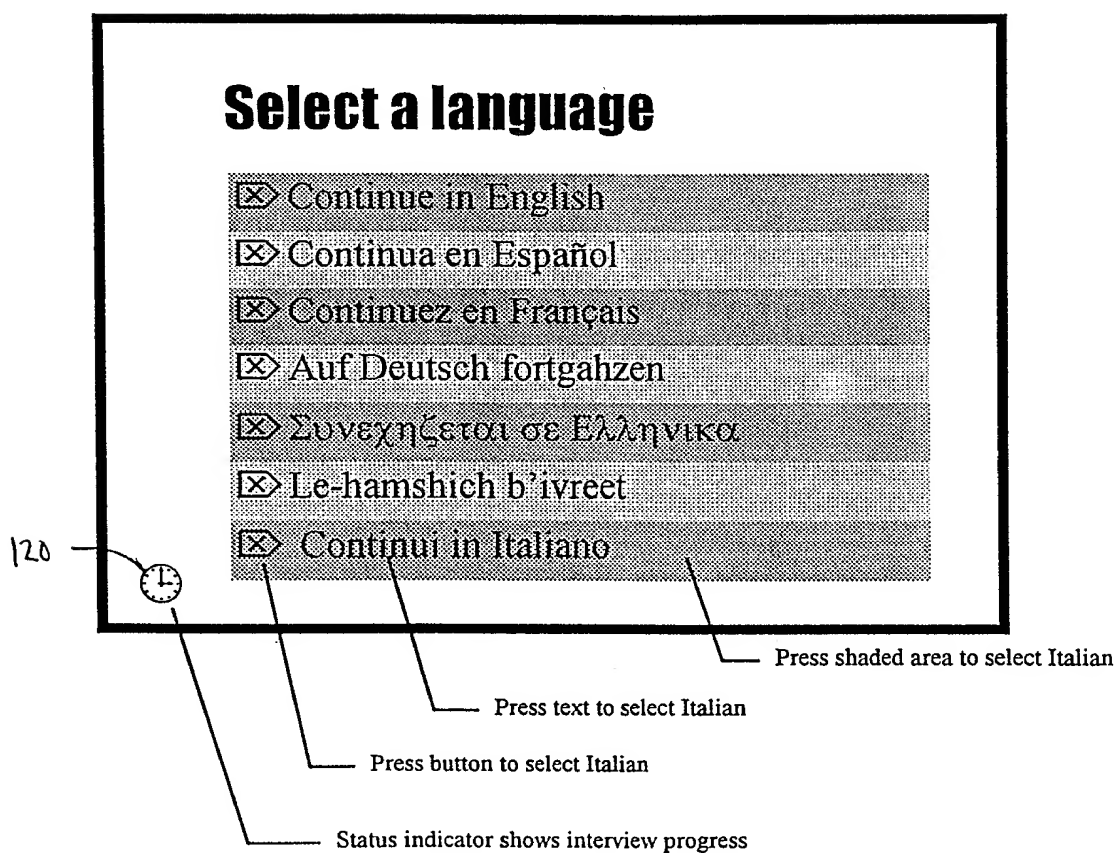 Select a language
Continue in English
Continua en Español
Continuez en Français
Auf Deutsch fortgahzen
Συνεχηζεται σε Ελληνικα
Le-hamshich b'ivreet
Continui in Italiano
120
Press shaded area to select Italian
Press text to select Italian
Press button to select Italian
Status indicator shows interview progress